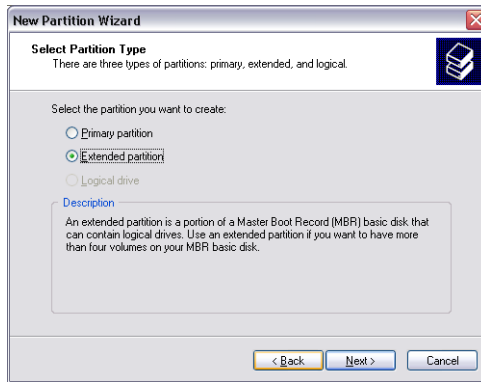 New Partition Wizard
Select Partition Type
There are three types of partitions: primary, extended, and logical.
Select the partition you want to create:
Primary partition
Extended partition
Logical drive
Description
An extended partition is a portion of a Master Boot Record (MBR) basic disk that
can contain logical drives. Use an extended partition if you want to have more
than four volumes on your MBR basic disk.
< Back Next > Cancel